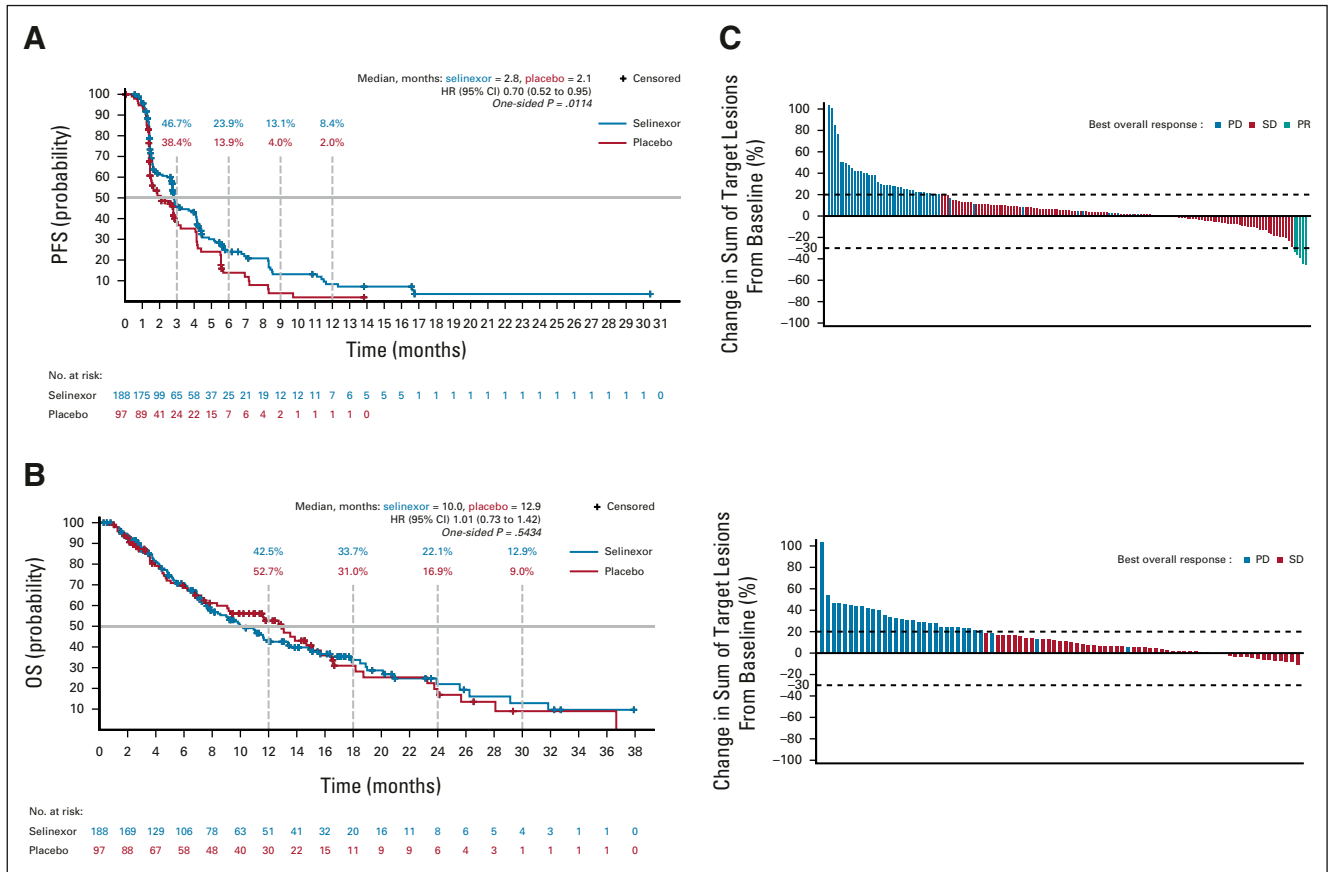 A
Median, months: selinexor = 2.8, placebo = 2.1
HR (95% CI) 0.70 (0.52 to 0.95)
One-sided P = .0114
+ Censored
Selinexor
Placebo
46.7% 23.9% 13.1% 8.4%
38.4% 13.9% 4.0% 2.0%
PFS (probability)
100
90
80
70
60
50
40
30
20
10
0 1 2 3 4 5 6 7 8 9 10 11 12 13 14 15 16 17 18 19 20 21 22 23 24 25 26 27 28 29 30 31
Time (months)
No. at risk:
Selinexor 188 175 99 65 58 37 25 21 19 12 12 11 7 6 5 5 5 1 1 1 1 1 1 1 1 1 1 1 1 1 1 0
Placebo 97 89 41 24 22 15 7 6 4 2 1 1 1 1 0
B
Median, months: selinexor = 10.0, placebo = 12.9
HR (95% CI) 1.01 (0.73 to 1.42)
One-sided P = .5434
+ Censored
Selinexor
Placebo
42.5% 33.7% 22.1% 12.9%
52.7% 31.0% 16.9% 9.0%
OS (probability)
100
90
80
70
60
50
40
30
20
10
0 2 4 6 8 10 12 14 16 18 20 22 24 26 28 30 32 34 36 38
Time (months)
No. at risk:
Selinexor 188 169 129 106 78 63 51 41 32 20 16 11 8 6 5 4 3 1 1 0
Placebo 97 88 67 58 48 40 30 22 15 11 9 9 6 4 3 1 1 1 1 0
C
Change in Sum of Target Lesions
From Baseline (%)
Best overall response : PD SD PR
100
80
60
40
20
0
−20
−30
−40
−60
−80
−100
Change in Sum of Target Lesions
From Baseline (%)
Best overall response : PD SD
100
80
60
40
20
0
−20
−30
−40
−60
−80
−100